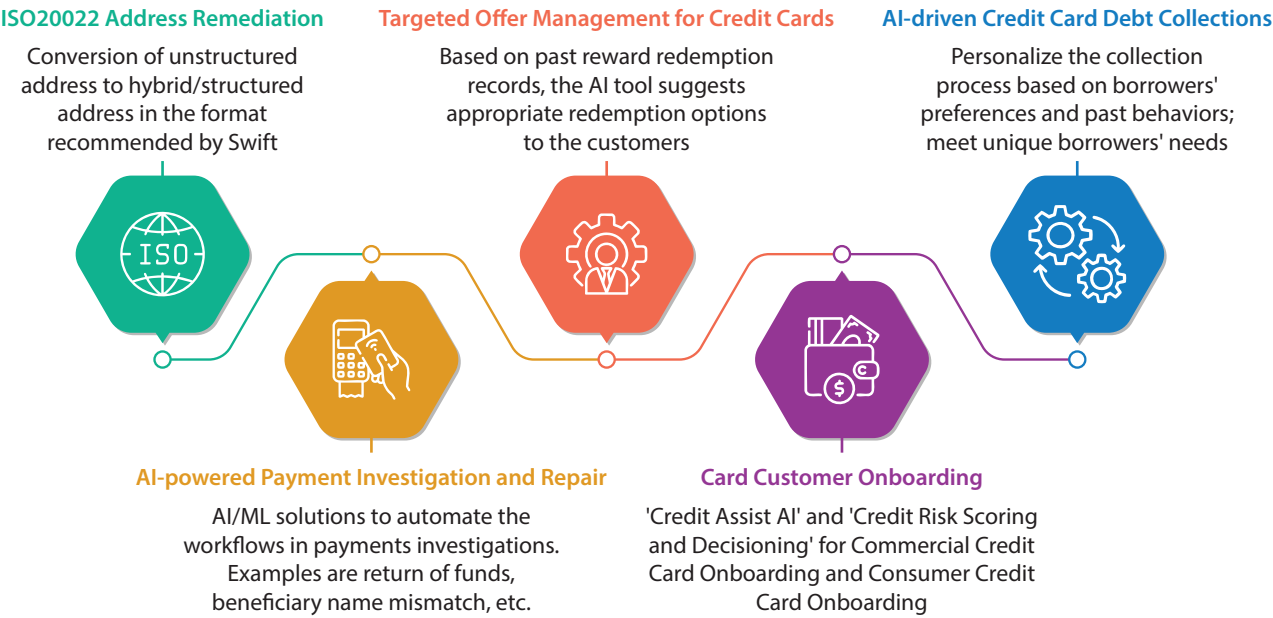 ISO20022 Address Remediation
Conversion of unstructured
address to hybrid/structured
address in the format
recommended by Swift
ISO
AI-powered Payment Investigation and Repair
AI/ML solutions to automate the
workflows in payments investigations.
Examples are return of funds,
beneficiary name mismatch, etc.
Targeted Offer Management for Credit Cards
Based on past reward redemption
records, the AI tool suggests
appropriate redemption options
to the customers
Card Customer Onboarding
'Credit Assist AI' and 'Credit Risk Scoring
and Decisioning' for Commercial Credit
Card Onboarding and Consumer Credit
Card Onboarding
$
AI-driven Credit Card Debt Collections
Personalize the collection
process based on borrowers'
preferences and past behaviors;
meet unique borrowers' needs